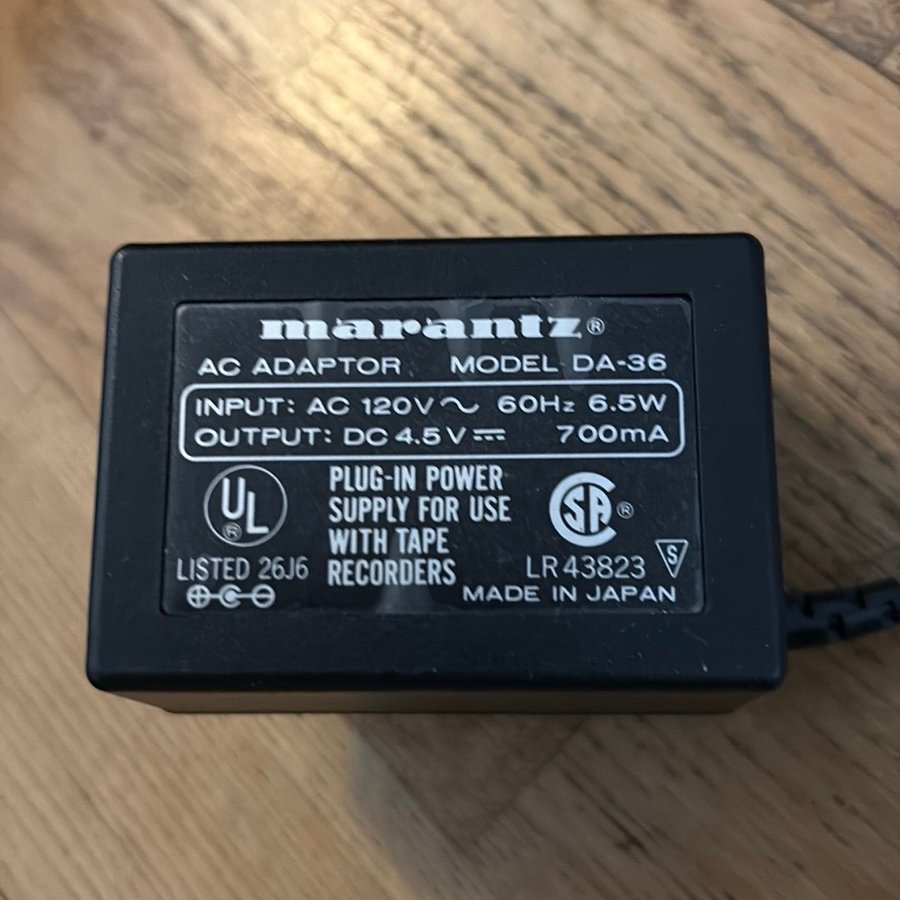 marantz®
AC ADAPTOR MODEL DA-36
INPUT: AC 120V～ 60Hz 6.5W
OUTPUT: DC 4.5V⎓ 700mA
UL®
LISTED 26J6
PLUG-IN POWER
SUPPLY FOR USE
WITH TAPE
RECORDERS
SA®
LR 43823 S
MADE IN JAPAN